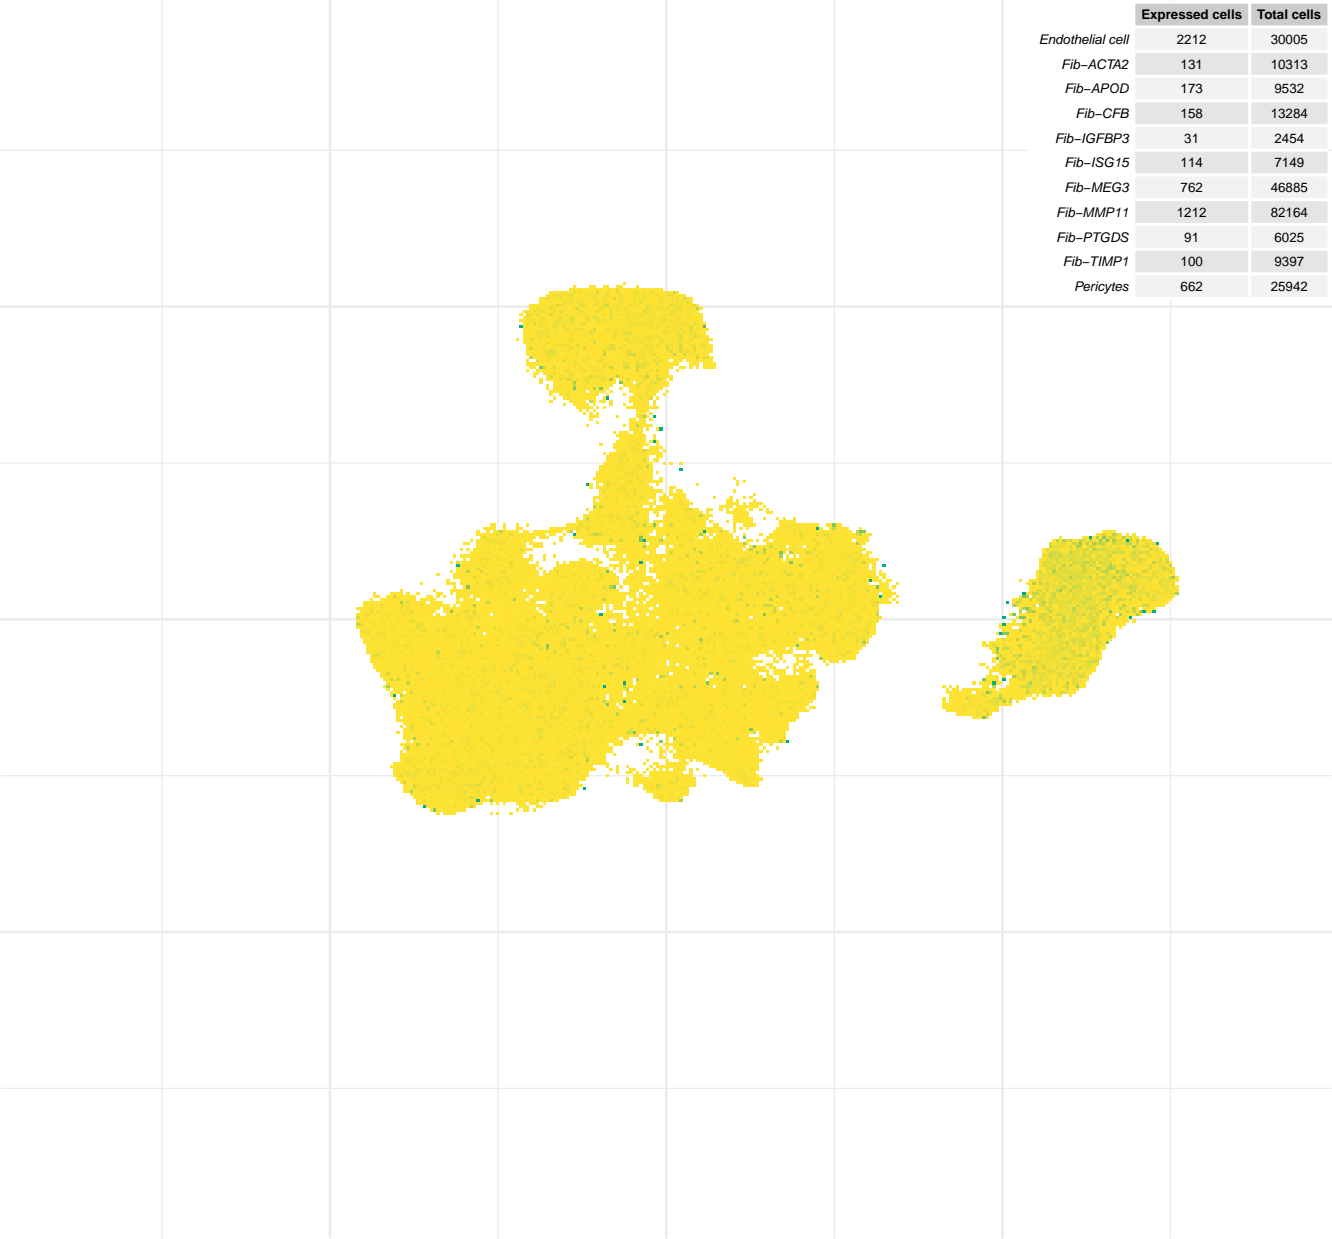 Expressed cells Total cells
Endothelial cell 2212 30005
Fib−ACTA2 131 10313
Fib−APOD 173 9532
Fib−CFB 158 13284
Fib−IGFBP3 31 2454
Fib−ISG15 114 7149
Fib−MEG3 762 46885
Fib−MMP11 1212 82164
Fib−PTGDS 91 6025
Fib−TIMP1 100 9397
Pericytes 662 25942